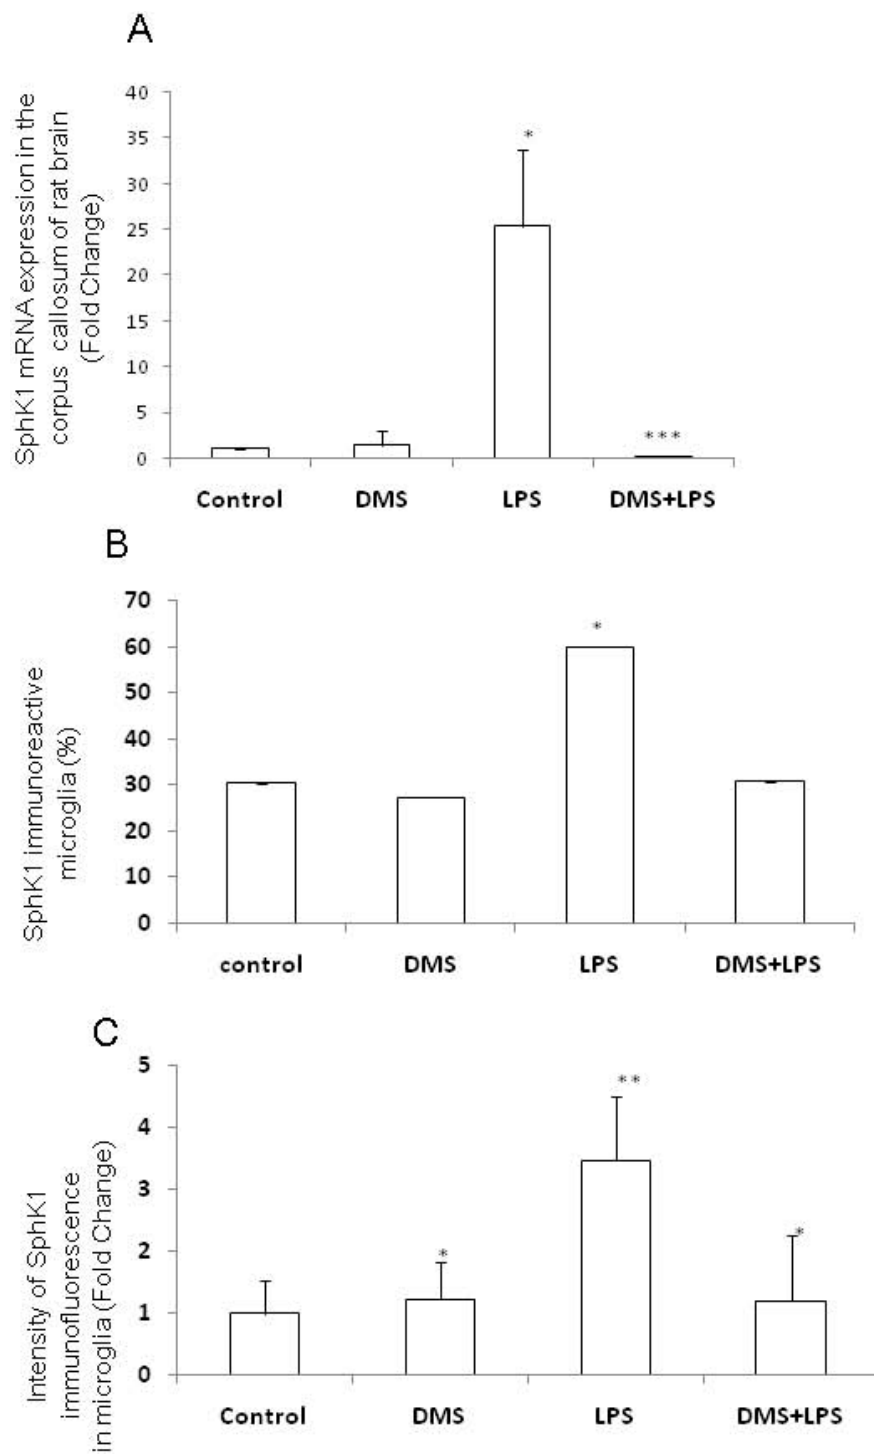 A
SphK1 mRNA expression in the
corpus callosum of rat brain
(Fold Change)
40
35
30
25
20
15
10
5
0
*
***
Control DMS LPS DMS+LPS
B
SphK1 immunoreactive
microglia (%)
70
60
50
40
30
20
10
0
*
control DMS LPS DMS+LPS
C
Intensity of SphK1
immunofluorescence
in microglia (Fold Change)
5
4
3
2
1
0
*
**
*
Control DMS LPS DMS+LPS